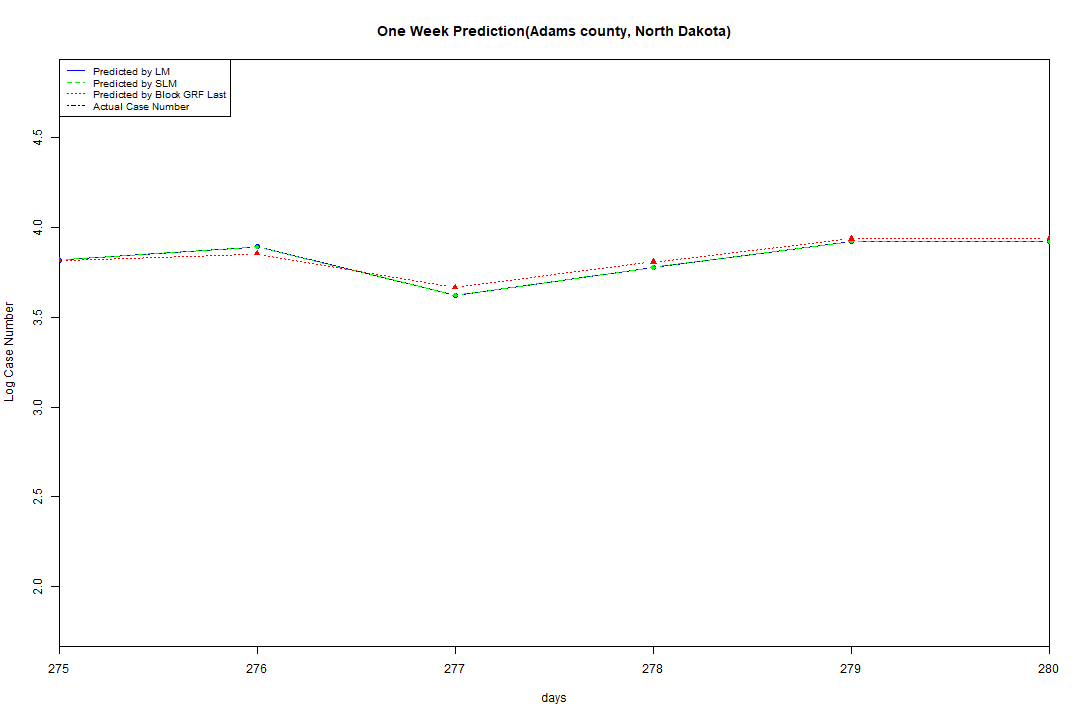 One Week Prediction(Adams county, North Dakota)
Predicted by LM
Predicted by SLM
Predicted by Block GRF Last
Actual Case Number
4.5
4.0
3.5
3.0
2.5
2.0
Log Case Number
275 276 277 278 279 280
days